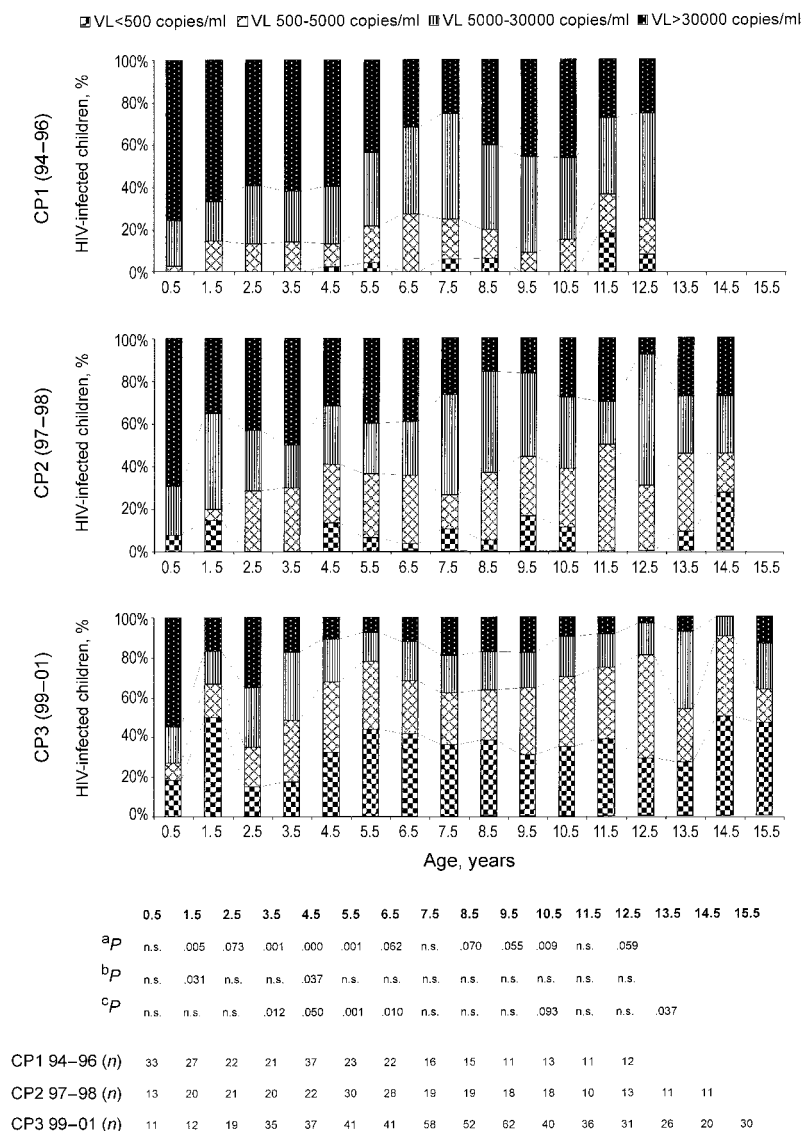 VL<500 copies/ml VL 500-5000 copies/ml VL 5000-30000 copies/ml VL>30000 copies/ml
CP1 (94–96)
HIV-infected children, %
100%
80%
60%
40%
20%
0%
0.5 1.5 2.5 3.5 4.5 5.5 6.5 7.5 8.5 9.5 10.5 11.5 12.5 13.5 14.5 15.5
CP2 (97–98)
HIV-infected children, %
100%
80%
60%
40%
20%
0%
0.5 1.5 2.5 3.5 4.5 5.5 6.5 7.5 8.5 9.5 10.5 11.5 12.5 13.5 14.5 15.5
CP3 (99–01)
HIV-infected children, %
100%
80%
60%
40%
20%
0%
0.5 1.5 2.5 3.5 4.5 5.5 6.5 7.5 8.5 9.5 10.5 11.5 12.5 13.5 14.5 15.5
Age, years
0.5 1.5 2.5 3.5 4.5 5.5 6.5 7.5 8.5 9.5 10.5 11.5 12.5 13.5 14.5 15.5
aP n.s. .005 .073 .001 .000 .001 .062 n.s. .070 .055 .009 n.s. .059
bP n.s. .031 n.s. n.s. .037 n.s. n.s. n.s. n.s. n.s. n.s. n.s. n.s.
cP n.s. n.s. n.s. .012 .050 .001 .010 n.s. n.s. n.s. .093 n.s. n.s. .037
CP1 94–96 (n) 33 27 22 21 37 23 22 16 15 11 13 11 12
CP2 97–98 (n) 13 20 21 20 22 30 28 19 19 18 18 10 13 11 11
CP3 99–01 (n) 11 12 19 35 37 41 41 58 52 62 40 36 31 26 20 30